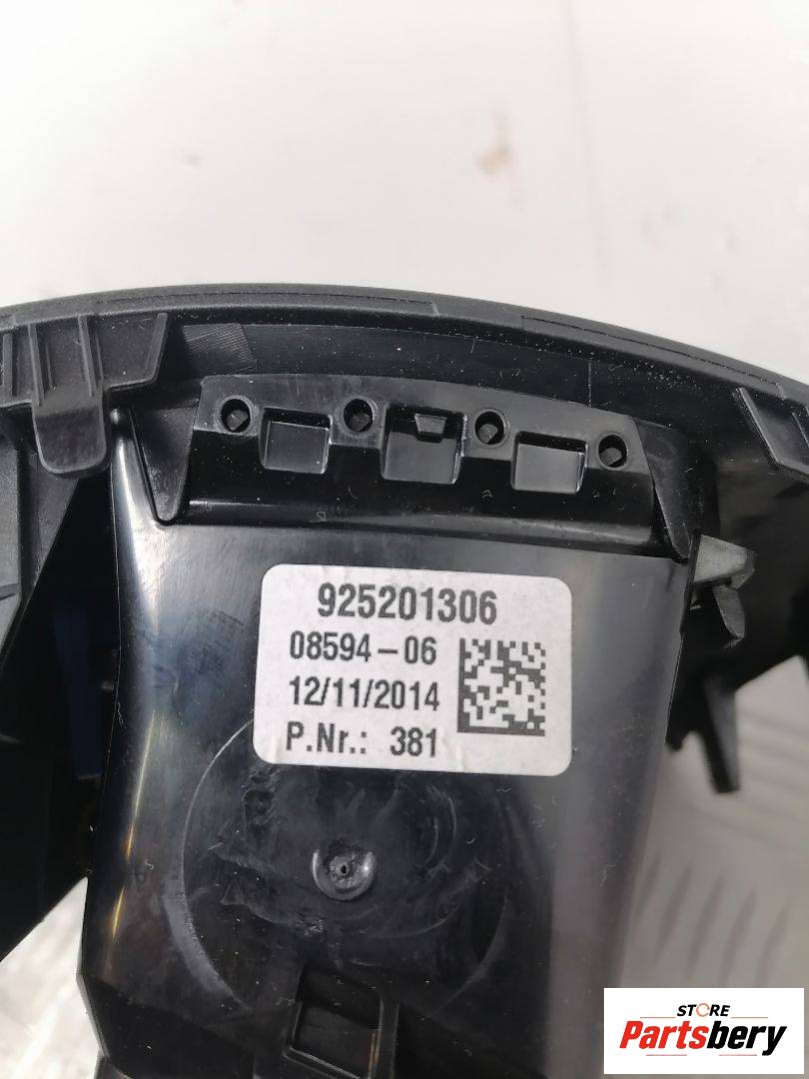 925201306
08594-06
12/11/2014
P.Nr.: 381
STORE
Partsbery